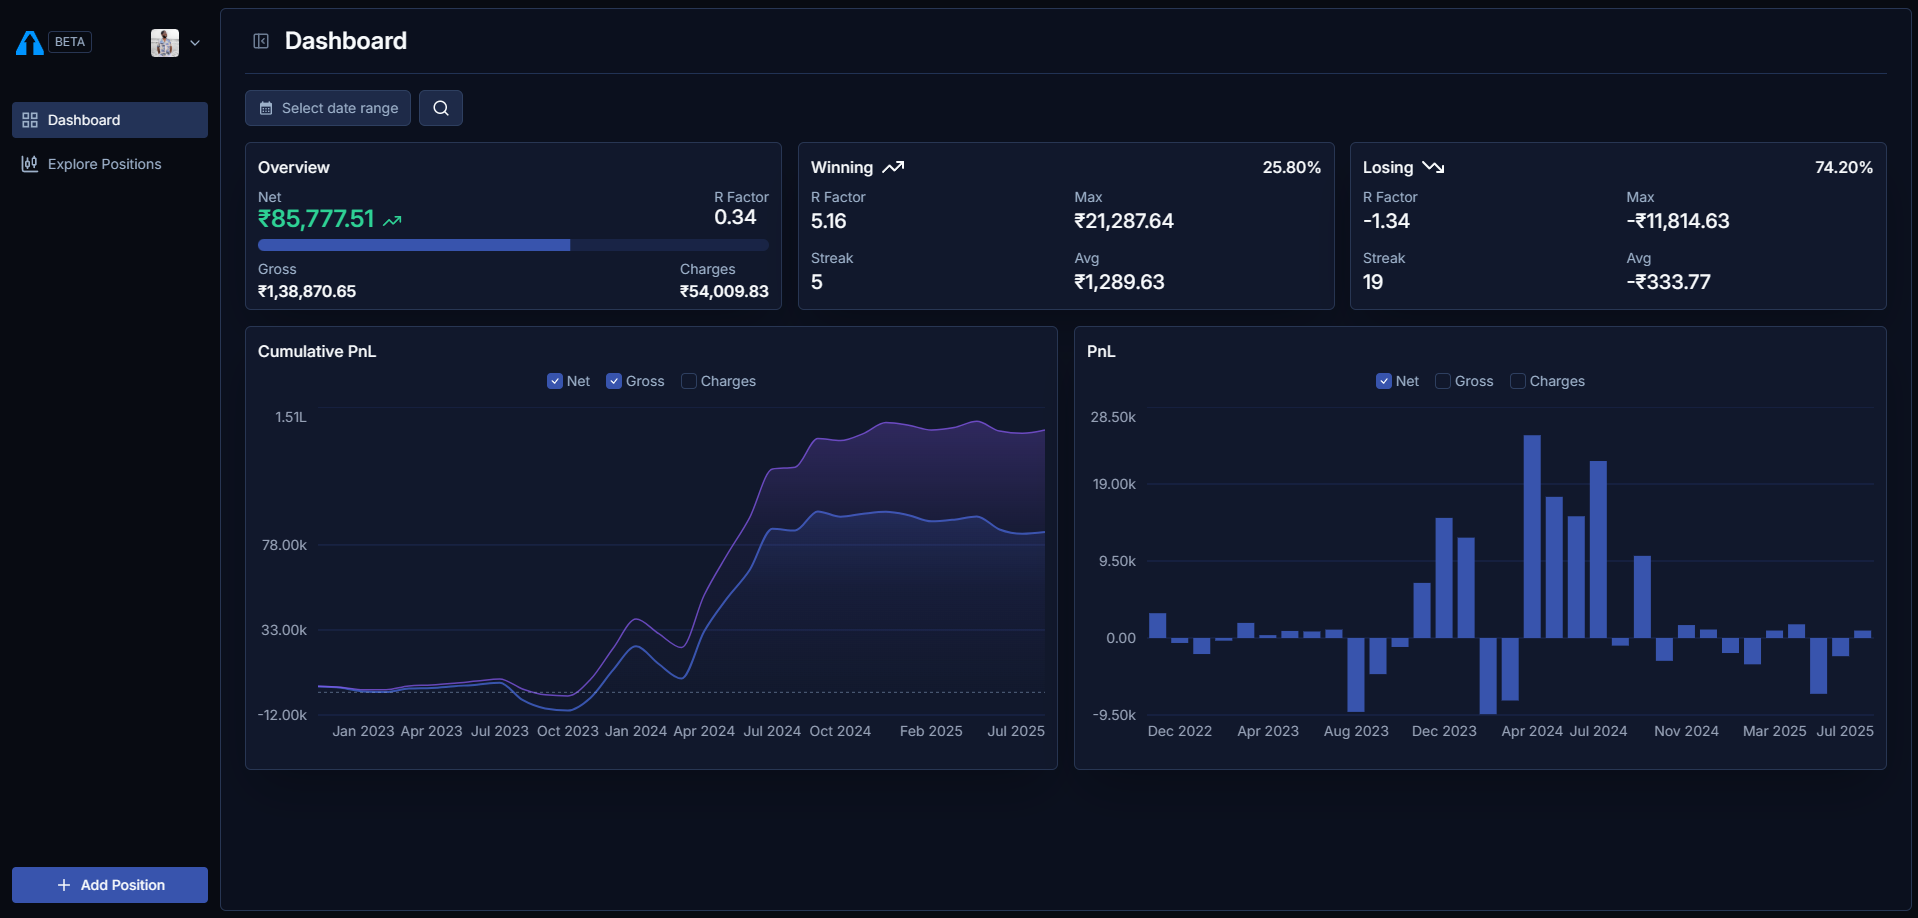 BETA
Dashboard
Explore Positions
Add Position
Dashboard
Select date range
Overview
Net
R Factor
₹85,777.51
0.34
Gross
Charges
₹1,38,870.65
₹54,009.83
Winning
25.80%
R Factor
Max
5.16
₹21,287.64
Streak
Avg
5
₹1,289.63
Losing
74.20%
R Factor
Max
-1.34
-₹11,814.63
Streak
Avg
19
-₹333.77
Cumulative PnL
Net Gross Charges
1.51L
78.00k
33.00k
-12.00k
Jan 2023 Apr 2023 Jul 2023 Oct 2023 Jan 2024 Apr 2024 Jul 2024 Oct 2024 Feb 2025 Jul 2025
PnL
Net Gross Charges
28.50k
19.00k
9.50k
0.00
-9.50k
Dec 2022 Apr 2023 Aug 2023 Dec 2023 Apr 2024 Jul 2024 Nov 2024 Mar 2025 Jul 2025